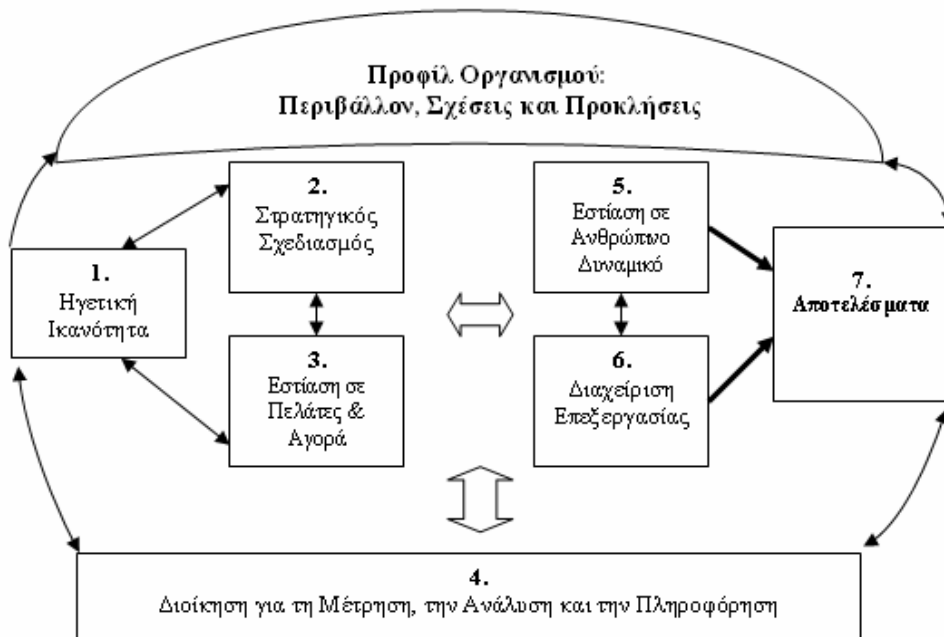 Προφίλ Οργανισμού:
Περιβάλλον, Σχέσεις και Προκλήσεις
1.
Ηγετική
Ικανότητα
2.
Στρατηγικός
Σχεδιασμός
3.
Εστίαση σε
Πελάτες &
Αγορά
5.
Εστίαση σε
Ανθρώπινο
Δυναμικό
6.
Διαχείριση
Επεξεργασίας
7.
Αποτελέσματα
4.
Διοίκηση για τη Μέτρηση, την Ανάλυση και την Πληροφόρηση